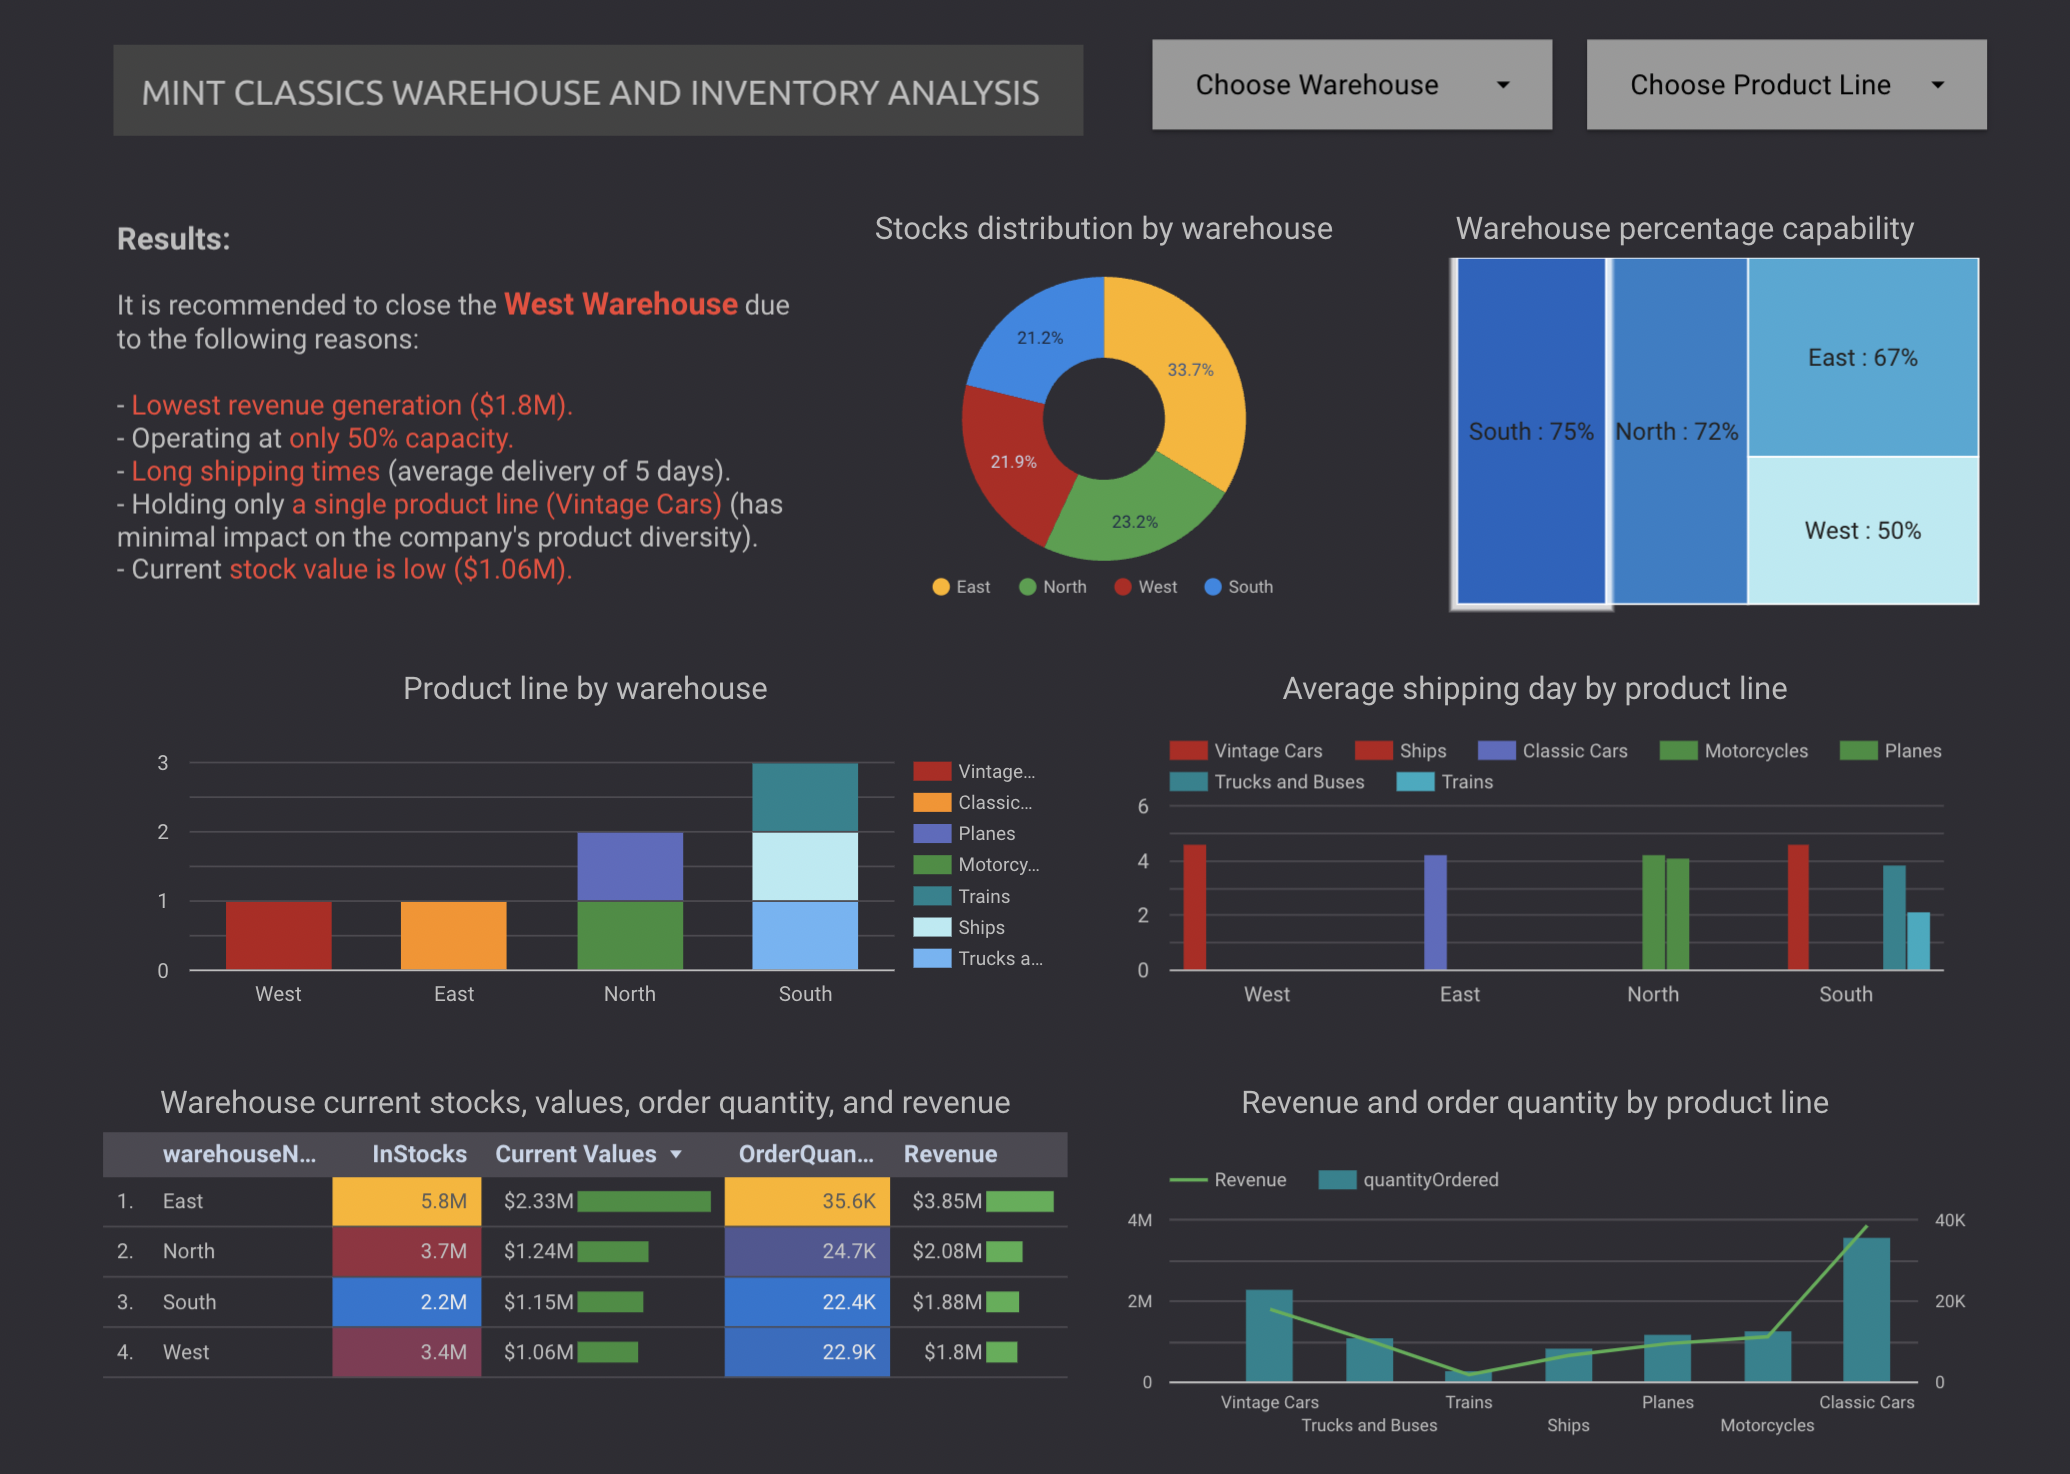 MINT CLASSICS WAREHOUSE AND INVENTORY ANALYSIS
Choose Warehouse
Choose Product Line
Results:
It is recommended to close the West Warehouse due
to the following reasons:
- Lowest revenue generation ($1.8M).
- Operating at only 50% capacity.
- Long shipping times (average delivery of 5 days).
- Holding only a single product line (Vintage Cars) (has
minimal impact on the company's product diversity).
- Current stock value is low ($1.06M).
Stocks distribution by warehouse
21.2%
33.7%
21.9%
23.2%
East North West South
Warehouse percentage capability
South : 75%
North : 72%
East : 67%
West : 50%
Product line by warehouse
3
2
1
0
West East North South
Vintage...
Classic...
Planes
Motorcy...
Trains
Ships
Trucks a...
Average shipping day by product line
Vintage Cars Ships Classic Cars Motorcycles Planes
Trucks and Buses Trains
6
4
2
0
West East North South
Warehouse current stocks, values, order quantity, and revenue
warehouseN... InStocks Current Values OrderQuan... Revenue
1. East 5.8M $2.33M 35.6K $3.85M
2. North 3.7M $1.24M 24.7K $2.08M
3. South 2.2M $1.15M 22.4K $1.88M
4. West 3.4M $1.06M 22.9K $1.8M
Revenue and order quantity by product line
Revenue quantityOrdered
4M 40K
2M 20K
0 0
Vintage Cars Trains Planes Classic Cars
Trucks and Buses Ships Motorcycles